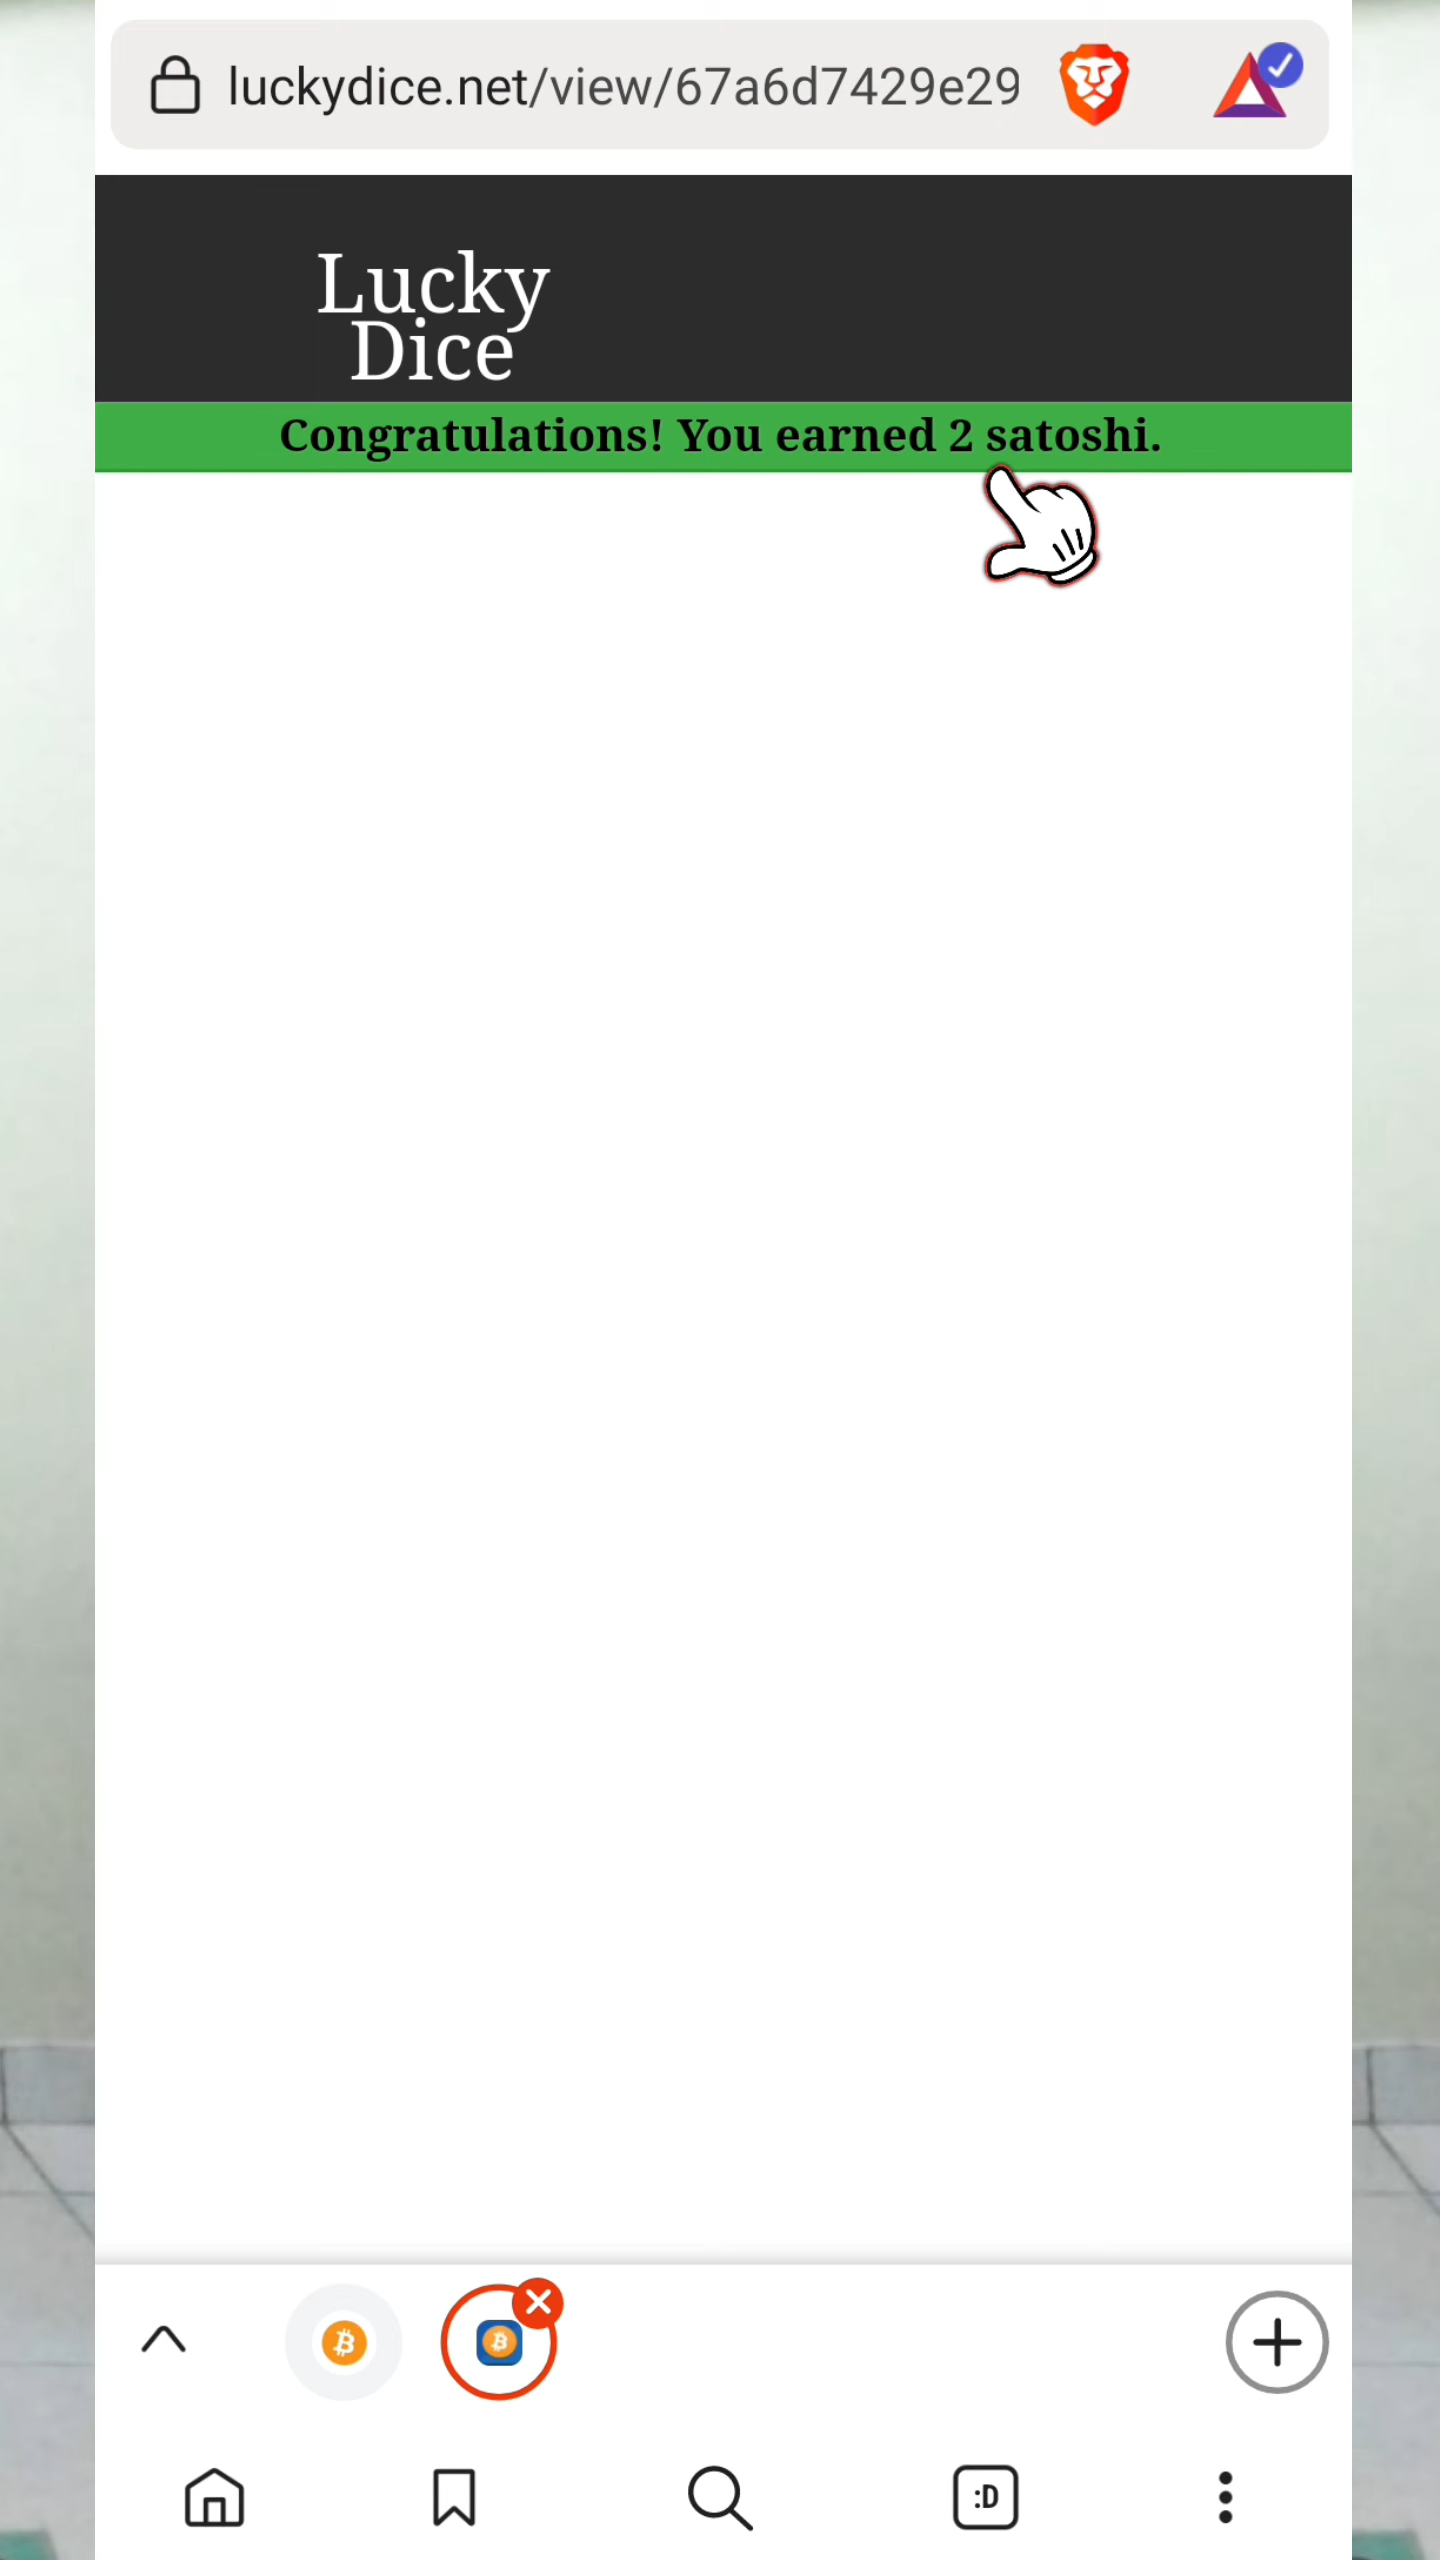 luckydice.net/view/67a6d7429e29
Lucky
Dice
Congratulations! You earned 2 satoshi.
:D